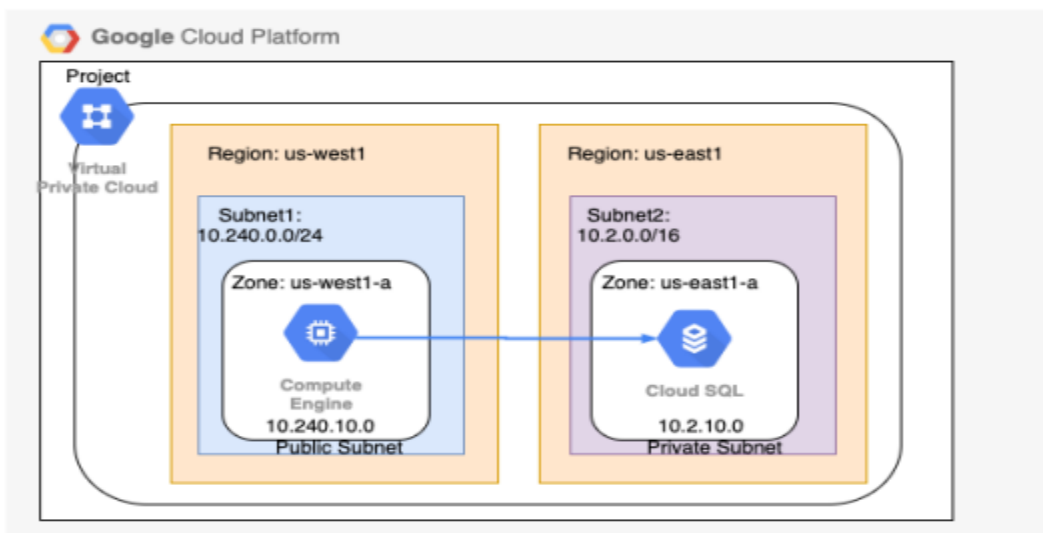 Google Cloud Platform
Project
Virtual
Private Cloud
Region: us-west1
Subnet1:
10.240.0.0/24
Zone: us-west1-a
Compute
Engine
10.240.10.0
Public Subnet
Region: us-east1
Subnet2:
10.2.0.0/16
Zone: us-east1-a
Cloud SQL
10.2.10.0
Private Subnet